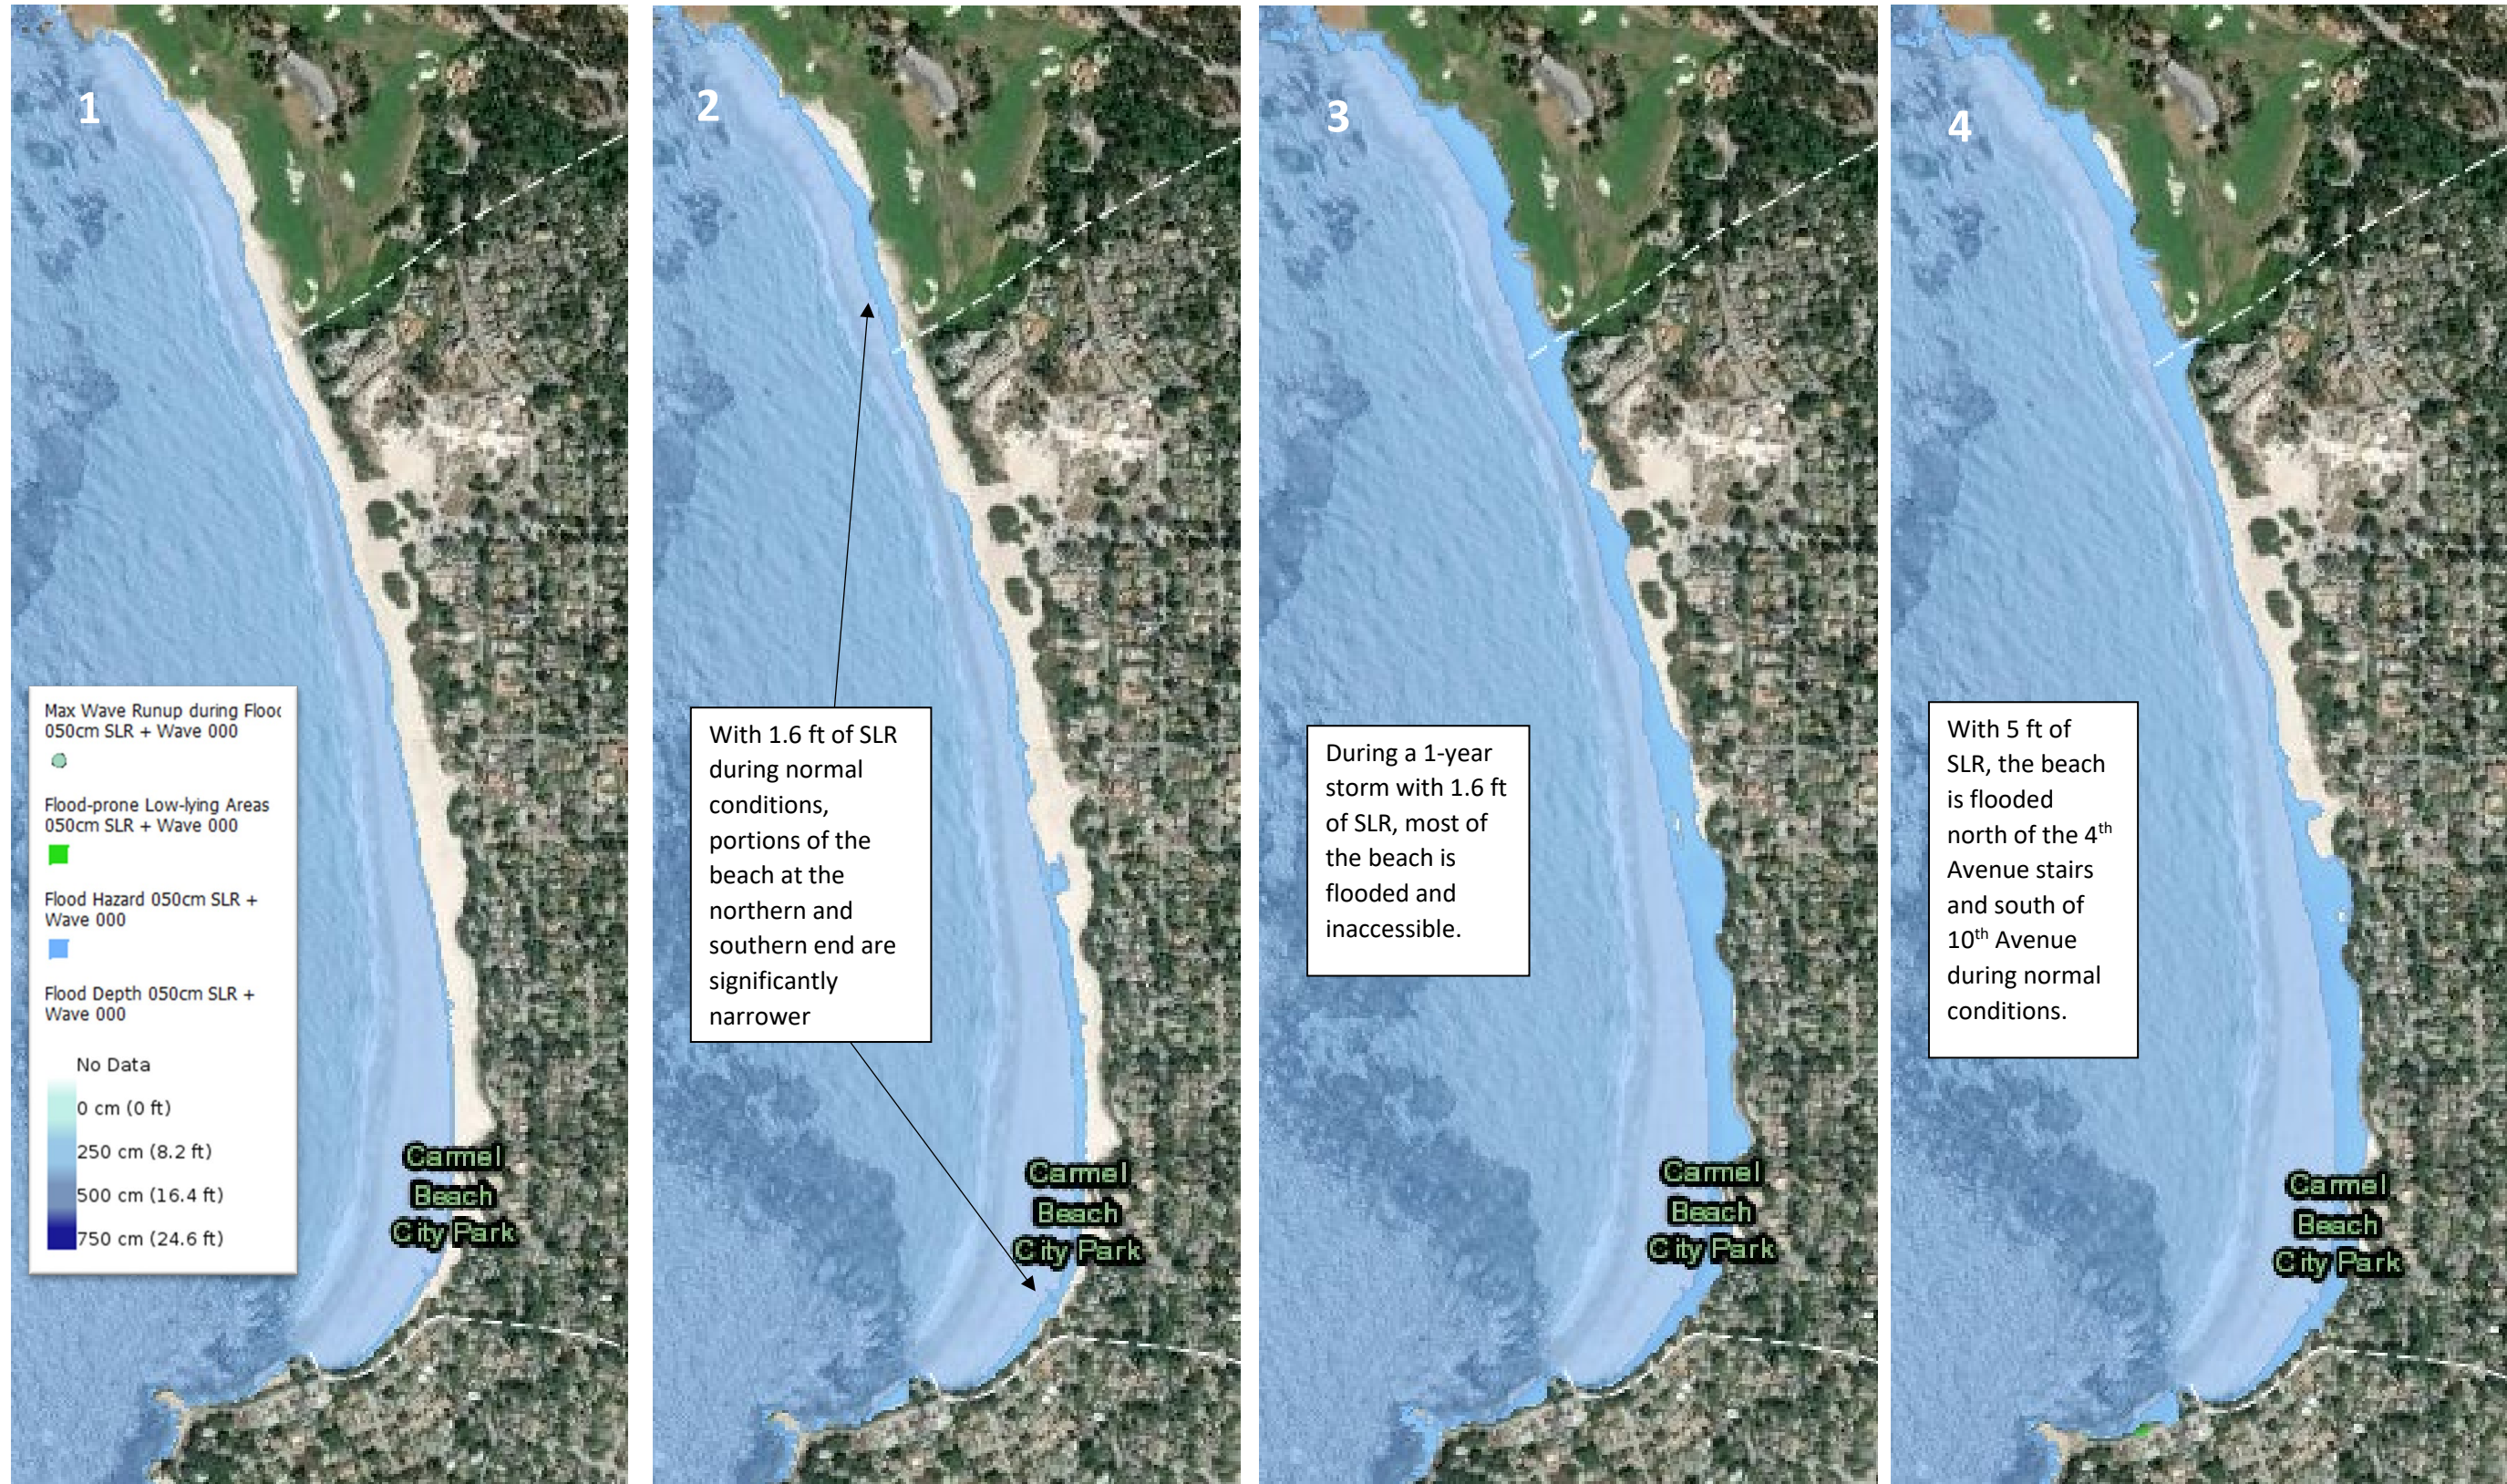 1
Max Wave Runup during Flood
050cm SLR + Wave 000
Flood-prone Low-lying Areas
050cm SLR + Wave 000
Flood Hazard 050cm SLR +
Wave 000
Flood Depth 050cm SLR +
Wave 000
No Data
0 cm (0 ft)
250 cm (8.2 ft)
500 cm (16.4 ft)
750 cm (24.6 ft)
Carmel
Beach
City Park
2
With 1.6 ft of SLR
during normal
conditions,
portions of the
beach at the
northern and
southern end are
significantly
narrower
Carmel
Beach
City Park
3
During a 1-year
storm with 1.6 ft
of SLR, most of
the beach is
flooded and
inaccessible.
Carmel
Beach
City Park
4
With 5 ft of
SLR, the beach
is flooded
north of the 4th
Avenue stairs
and south of
10th Avenue
during normal
conditions.
Carmel
Beach
City Park